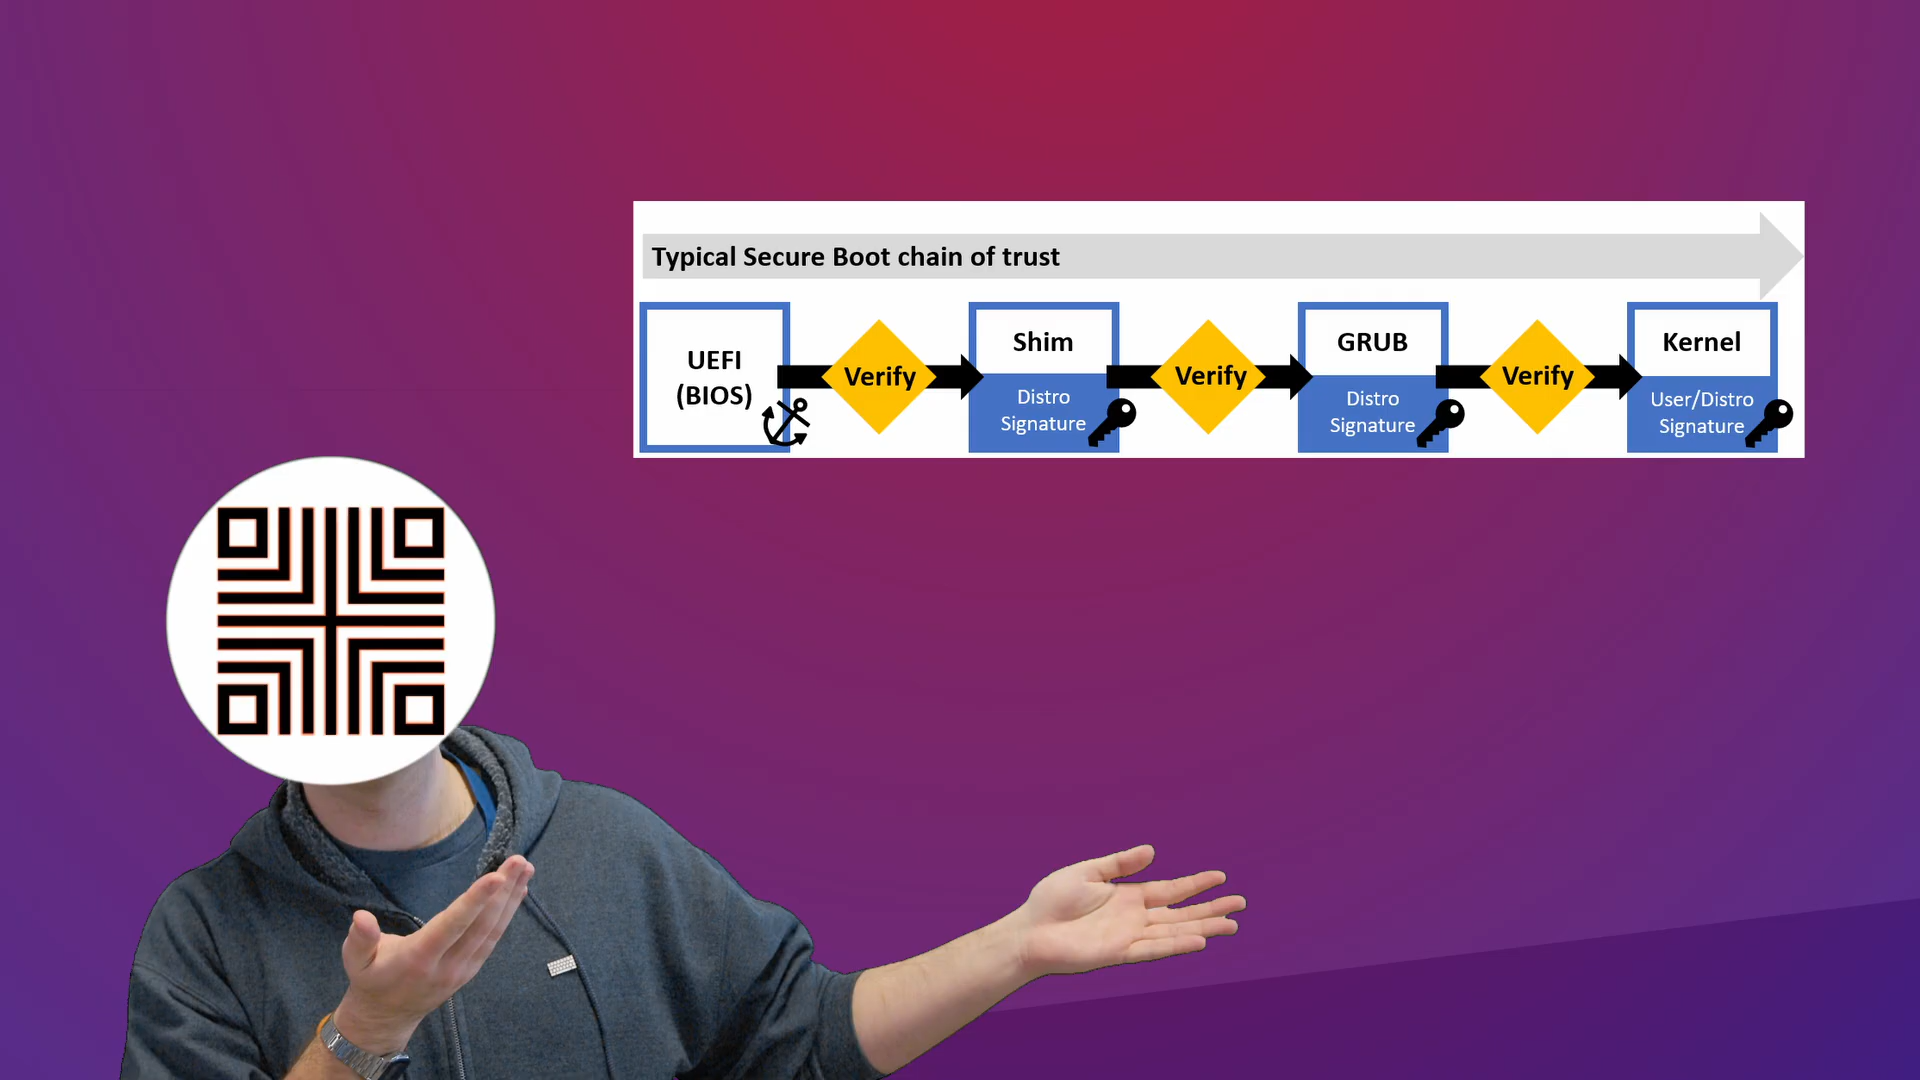 Typical Secure Boot chain of trust
UEFI
(BIOS)
Verify
Shim
Distro
Signature
Verify
GRUB
Distro
Signature
Verify
Kernel
User/Distro
Signature